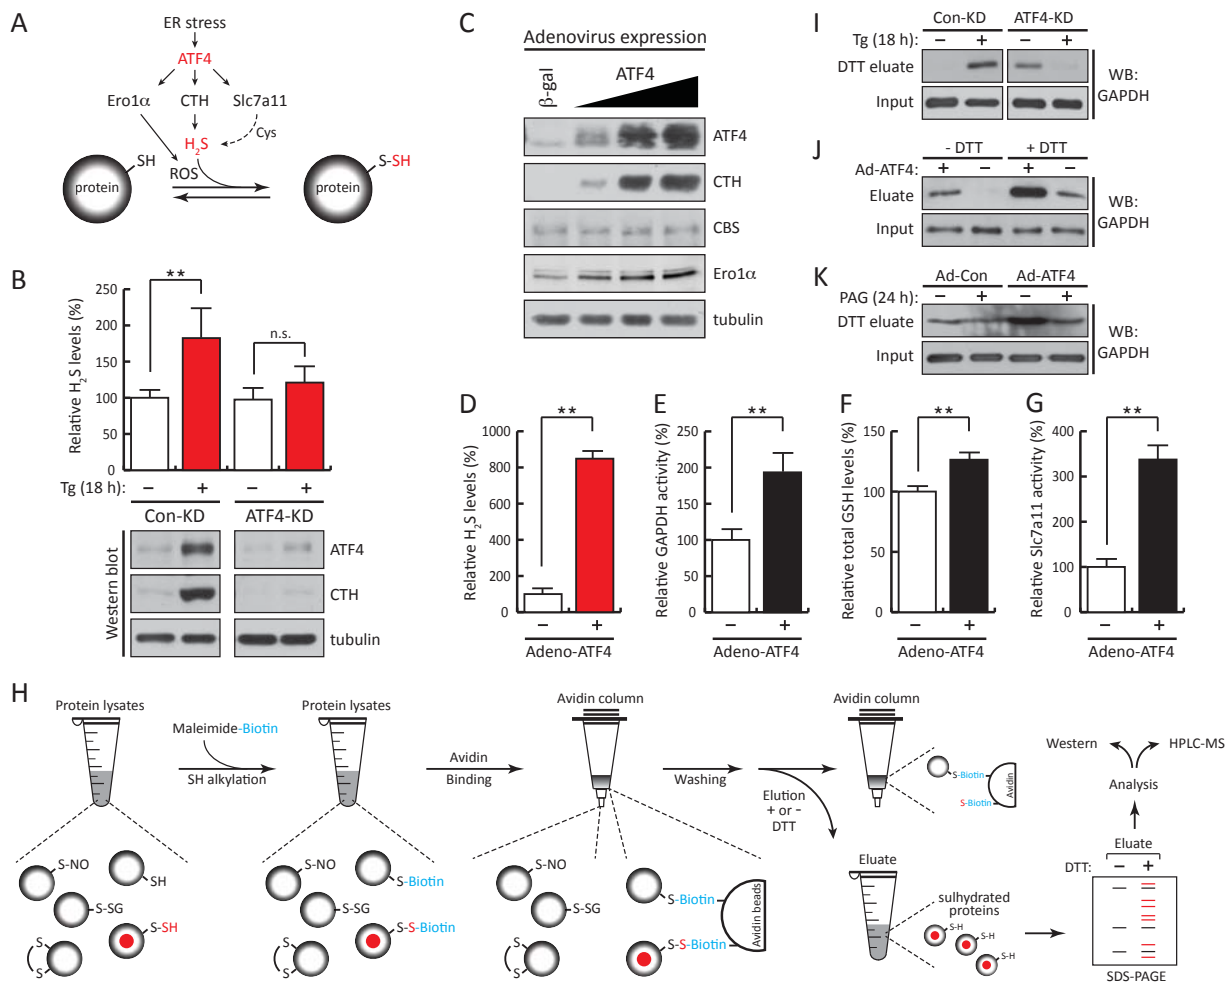 A
ER stress
ATF4
Ero1α
CTH
Slc7a11
Cys
H2S
ROS
SH
protein
S-SH
protein
B
Relative H2S levels (%)
250
200
150
100
50
0
**
n.s.
Tg (18 h):
−
+
−
+
Con-KD
ATF4-KD
Western blot
ATF4
CTH
tubulin
C
Adenovirus expression
β-gal
ATF4
ATF4
CTH
CBS
Ero1α
tubulin
D
Relative H2S levels (%)
1000
800
600
400
200
0
**
−
+
Adeno-ATF4
E
Relative GAPDH activity (%)
250
200
150
100
50
0
**
−
+
Adeno-ATF4
F
Relative total GSH levels (%)
150
100
50
0
**
−
+
Adeno-ATF4
G
Relative Slc7a11 activity (%)
400
300
200
100
0
**
−
+
Adeno-ATF4
H
Protein lysates
Maleimide-Biotin
SH alkylation
Protein lysates
Avidin
Binding
Avidin column
Washing
Elution
+ or -
DTT
Avidin column
S-Biotin
S-Biotin
Avidin
S-NO
SH
S-SG
S-SH
S
S
S-NO
S-Biotin
S-SG
S-S-Biotin
S
S
S-NO
S-SG
S
S
S-Biotin
S-S-Biotin
Avidin beads
Eluate
sulhydrated
proteins
S-H
S-H
S-H
Western
HPLC-MS
Analysis
Eluate
DTT:
−
+
SDS-PAGE
I
Con-KD
ATF4-KD
Tg (18 h):
−
+
−
+
DTT eluate
Input
WB:
GAPDH
J
- DTT
+ DTT
Ad-ATF4:
+
−
+
−
Eluate
Input
WB:
GAPDH
K
Ad-Con
Ad-ATF4
PAG (24 h):
−
+
−
+
DTT eluate
Input
WB:
GAPDH